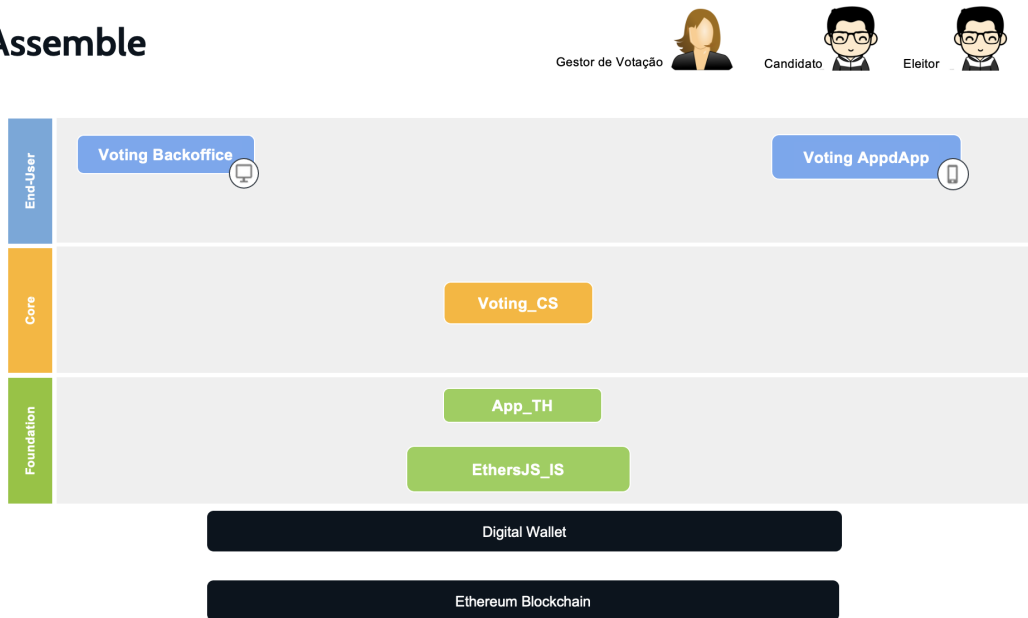 Assemble
Gestor de Votação
Candidato
Eleitor
End-User
Voting Backoffice
Voting AppdApp
Core
Voting_CS
Foundation
App_TH
EthersJS_IS
Digital Wallet
Ethereum Blockchain